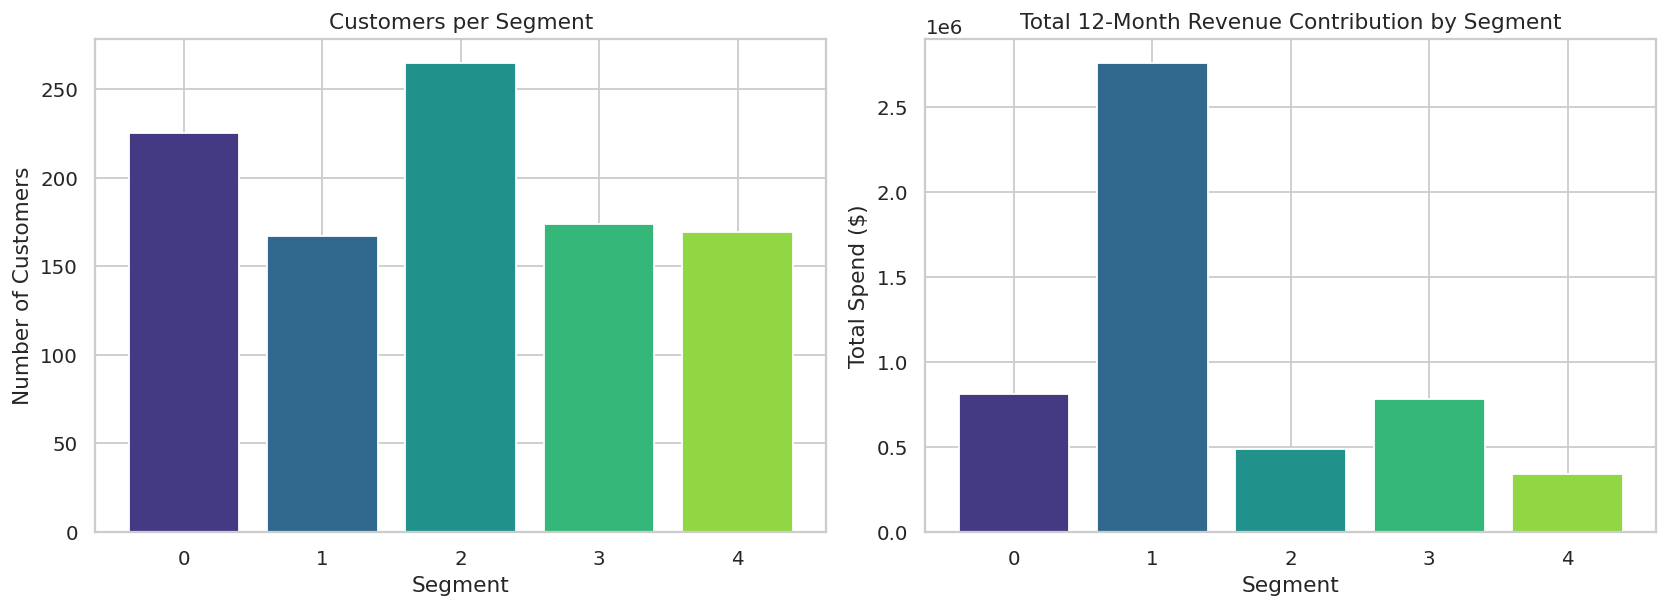 Customers per Segment
Number of Customers
250
200
150
100
50
0
0 1 2 3 4
Segment
Total 12-Month Revenue Contribution by Segment
1e6
Total Spend ($)
2.5
2.0
1.5
1.0
0.5
0.0
0 1 2 3 4
Segment